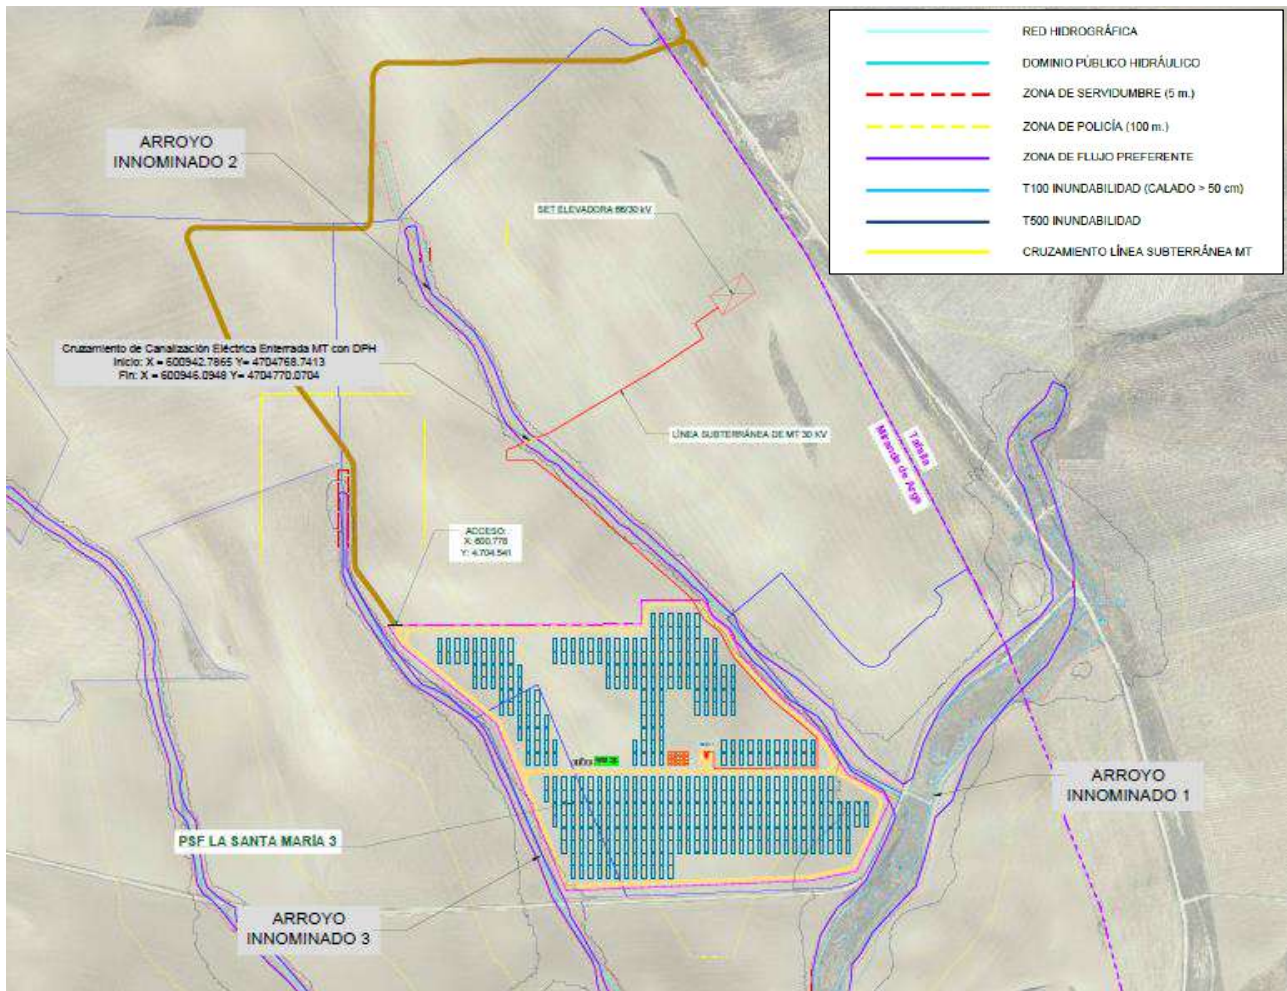 RED HIDROGRÁFICA
DOMINIO PÚBLICO HIDRÁULICO
ZONA DE SERVIDUMBRE (5 m.)
ZONA DE POLICÍA (100 m.)
ZONA DE FLUJO PREFERENTE
T100 INUNDABILIDAD (CALADO > 50 cm)
T500 INUNDABILIDAD
CRUZAMIENTO LÍNEA SUBTERRÁNEA MT
ARROYO
INNOMINADO 2
SET ELEVADORA 66/30 kV
Cruzamiento de Canalización Eléctrica Enterrada MT con DPH
Inicio: X = 600942.7865 Y= 4704768.7413
Fin: X = 600946.0948 Y= 4704770.0704
LÍNEA SUBTERRÁNEA DE MT 30 KV
Tafalla
Miranda de Arga
ACCESO:
X: 600.778
Y: 4.704.541
ARROYO
INNOMINADO 1
PSF LA SANTA MARÍA 3
ARROYO
INNOMINADO 3